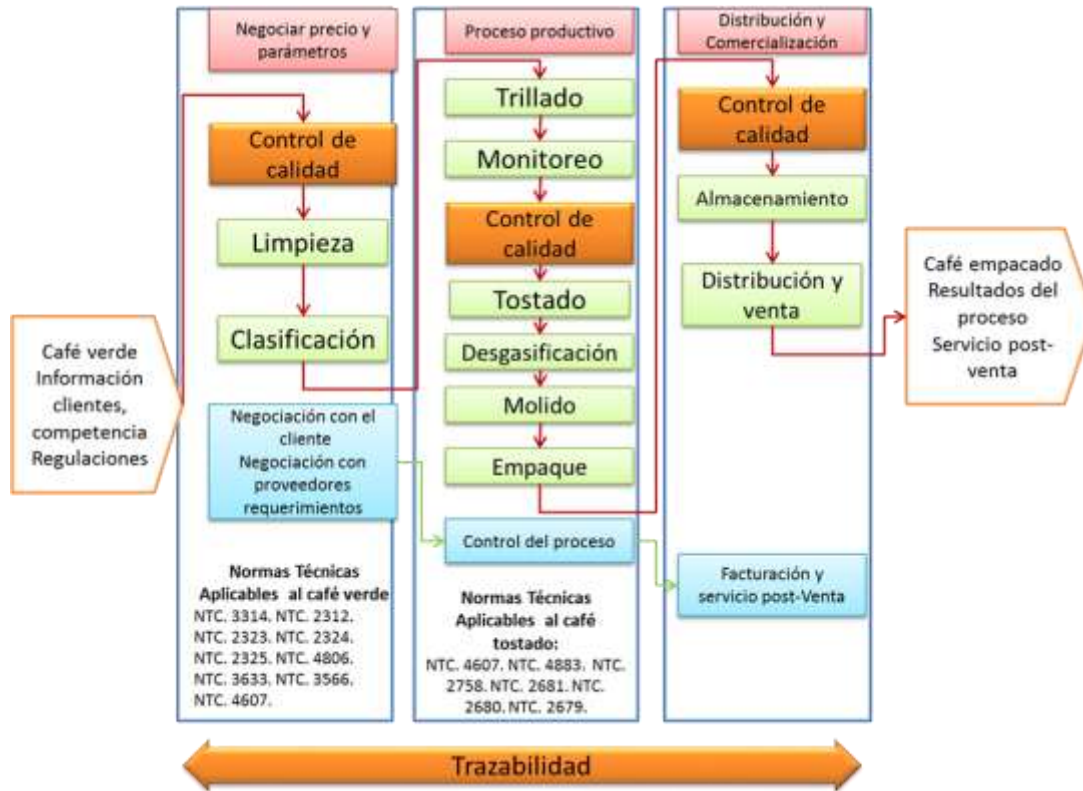 Negociar precio y
parámetros
Control de
calidad
Limpieza
Clasificación
Café verde
Información
clientes,
competencia
Regulaciones
Negociación con el
cliente
Negociación con
proveedores
requerimientos
Normas Técnicas
Aplicables al café verde
NTC. 3314. NTC. 2312.
NTC. 2323. NTC. 2324.
NTC. 2325. NTC. 4806.
NTC. 3633. NTC. 3566.
NTC. 4607.
Proceso productivo
Trillado
Monitoreo
Control de
calidad
Tostado
Desgasificación
Molido
Empaque
Control del proceso
Normas Técnicas
Aplicables al café
tostado:
NTC. 4607. NTC. 4883. NTC.
2758. NTC. 2681. NTC.
2680. NTC. 2679.
Distribución y
Comercialización
Control de
calidad
Almacenamiento
Distribución y
venta
Facturación y
servicio post-Venta
Café empacado
Resultados del
proceso
Servicio post-
venta
Trazabilidad